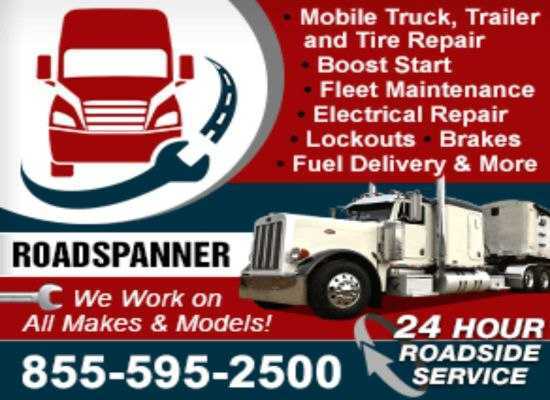 • Mobile Truck, Trailer
and Tire Repair
• Boost Start
• Fleet Maintenance
• Electrical Repair
• Lockouts • Brakes
• Fuel Delivery & More
ROADSPANNER
We Work on
All Makes & Models!
855-595-2500
24 HOUR
ROADSIDE
SERVICE